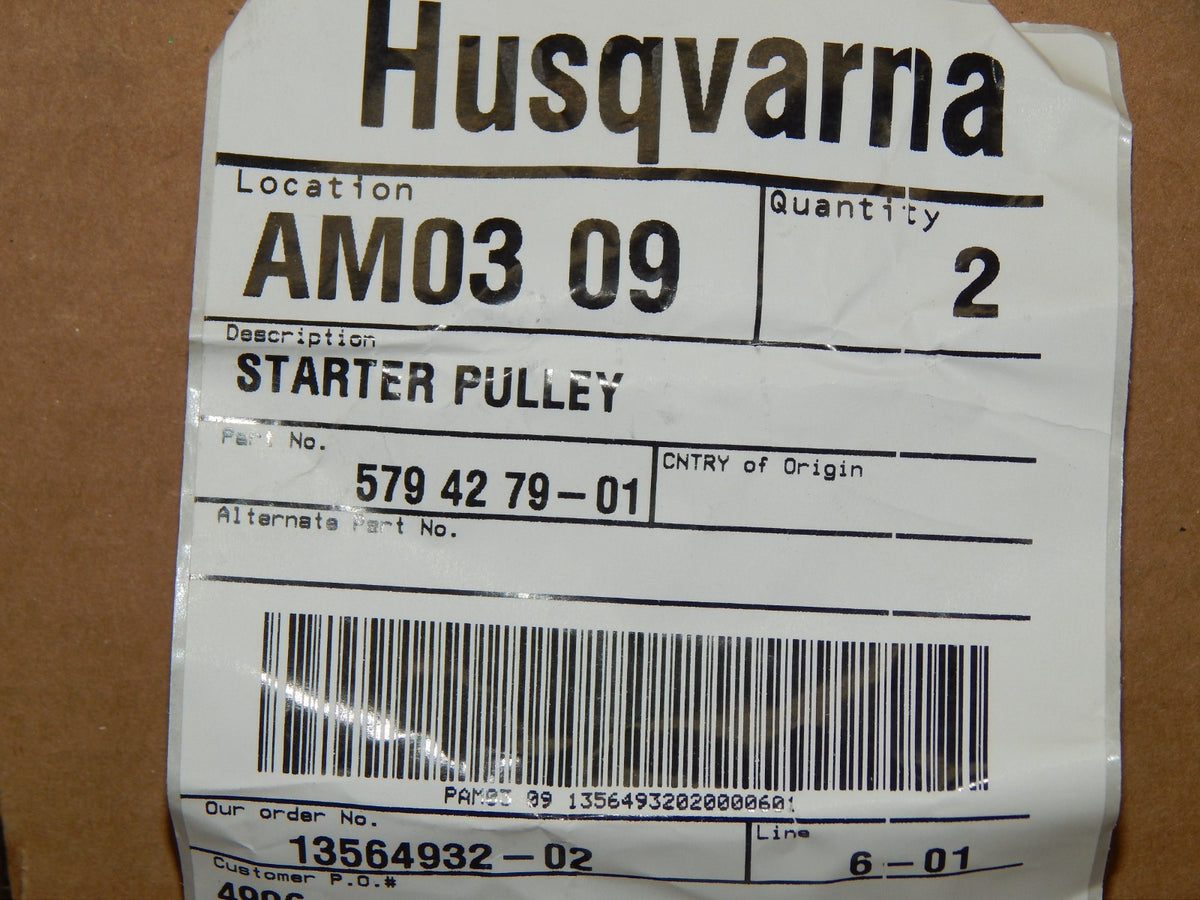 Husqvarna
Location
AM03 09
Quantity
2
Description
STARTER PULLEY
Part No.
579 42 79-01
CNTRY of Origin
Alternate Part No.
PAM03 09 13564932020000601
Our order No.
13564932-02
Line
6-01
Customer P.O.#